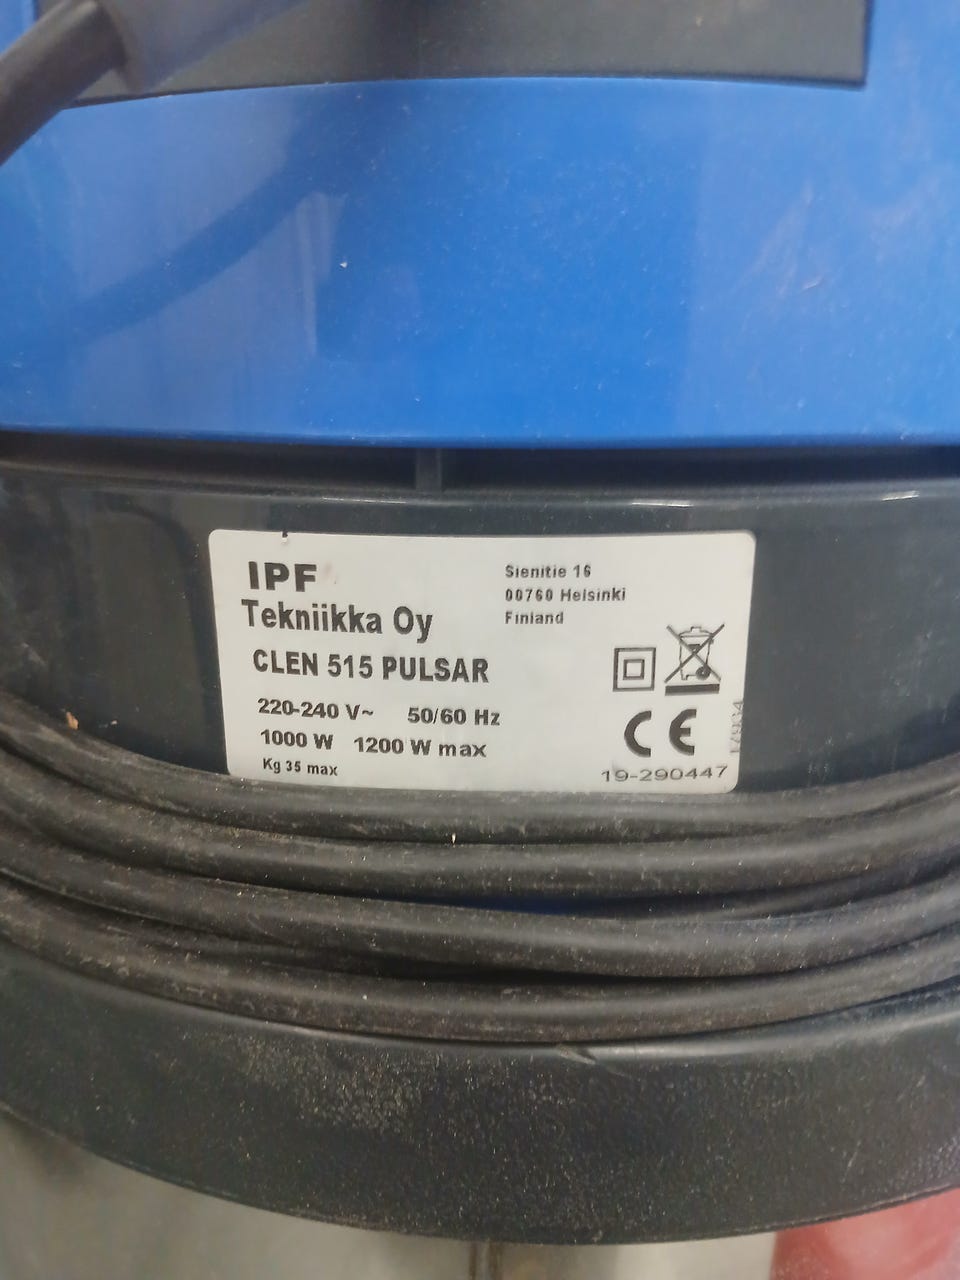 IPF
Tekniikka Oy
Sienitie 16
00760 Helsinki
Finland
CLEN 515 PULSAR
220-240 V~ 50/60 Hz
1000 W 1200 W max
Kg 35 max
CE
19-290447